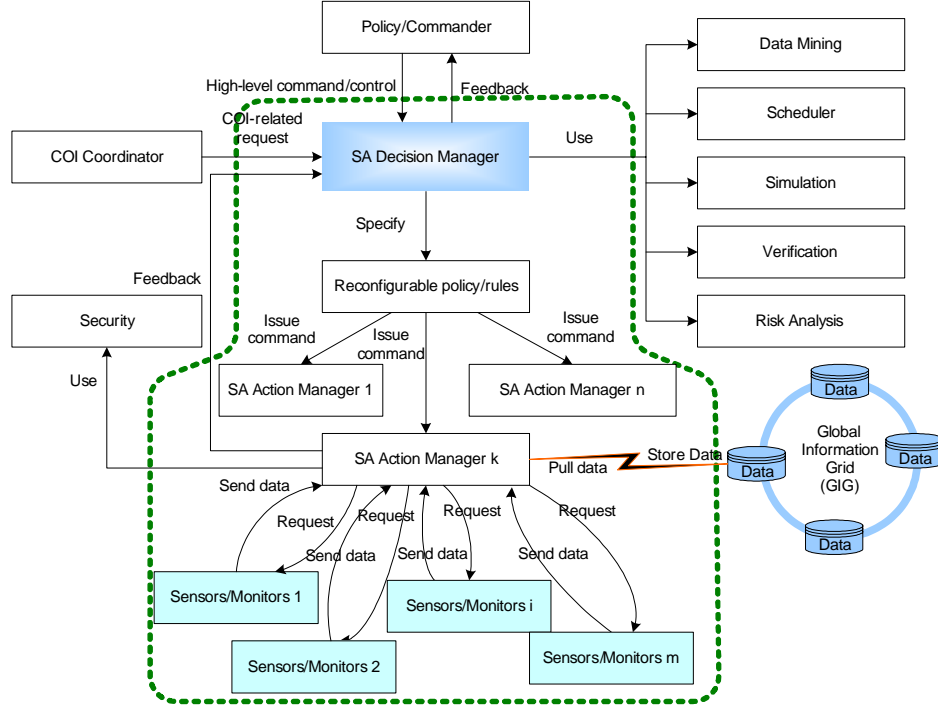 Policy/Commander
Data Mining
High-level command/control
Feedback
COI-related
request
Scheduler
COI Coordinator
SA Decision Manager
Use
Simulation
Specify
Verification
Feedback
Reconfigurable policy/rules
Security
Risk Analysis
Issue
command
Issue
command
Issue
command
Use
SA Action Manager 1
SA Action Manager n
Data
Global
Information
Grid
(GIG)
Data
Data
Data
SA Action Manager k
Pull data
Store Data
Send data
Request
Request
Request
Request
Send data
Send data
Send data
Sensors/Monitors 1
Sensors/Monitors i
Sensors/Monitors 2
Sensors/Monitors m